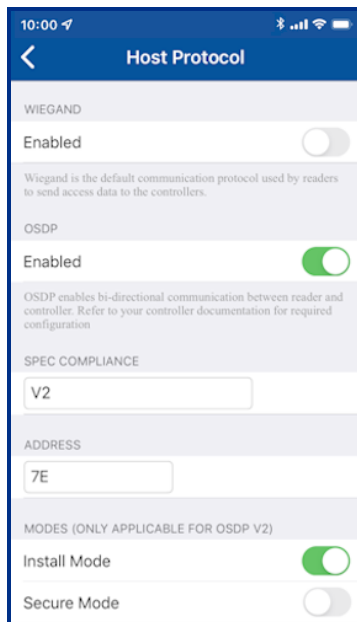 10:00
Host Protocol
WIEGAND
Enabled
Wiegand is the default communication protocol used by readers
to send access data to the controllers.
OSDP
Enabled
OSDP enables bi-directional communication between reader and
controller. Refer to your controller documentation for required
configuration
SPEC COMPLIANCE
V2
ADDRESS
7E
MODES (ONLY APPLICABLE FOR OSDP V2)
Install Mode
Secure Mode